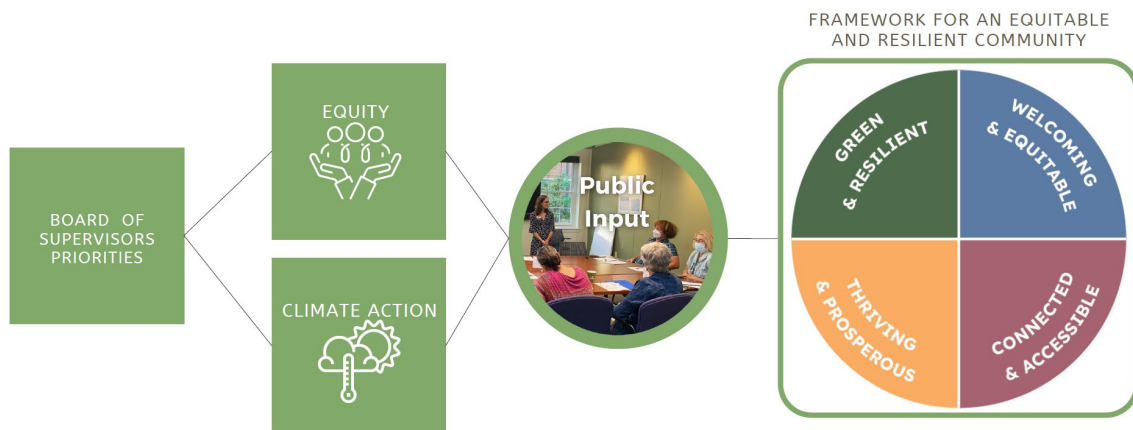 FRAMEWORK FOR AN EQUITABLE
AND RESILIENT COMMUNITY
BOARD OF
SUPERVISORS
PRIORITIES
EQUITY
CLIMATE ACTION
Public
Input
GREEN
& RESILIENT
WELCOMING
& EQUITABLE
THRIVING
& PROSPEROUS
CONNECTED
& ACCESSIBLE